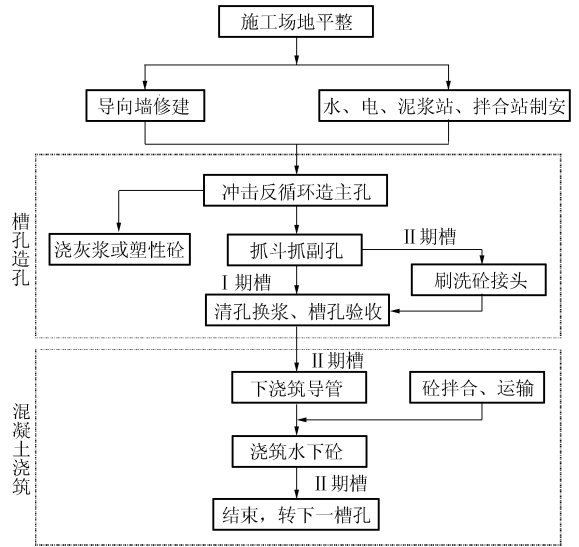 施工场地平整
导向墙修建
水、电、泥浆站、拌合站制安
槽孔造孔
冲击反循环造主孔
浇灰浆或塑性砼
抓斗抓副孔
Ⅱ期槽
刷洗砼接头
Ⅰ期槽
清孔换浆、槽孔验收
混凝土浇筑
Ⅱ期槽
下浇筑导管
砼拌合、运输
浇筑水下砼
Ⅱ期槽
结束，转下一槽孔